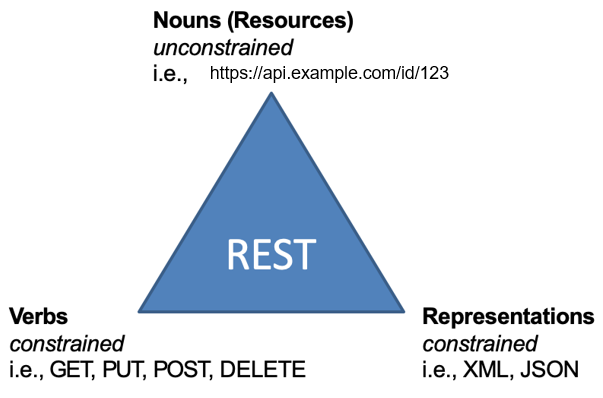 Nouns (Resources)
unconstrained
i.e., https://api.example.com/id/123
REST
Verbs
constrained
i.e., GET, PUT, POST, DELETE
Representations
constrained
i.e., XML, JSON